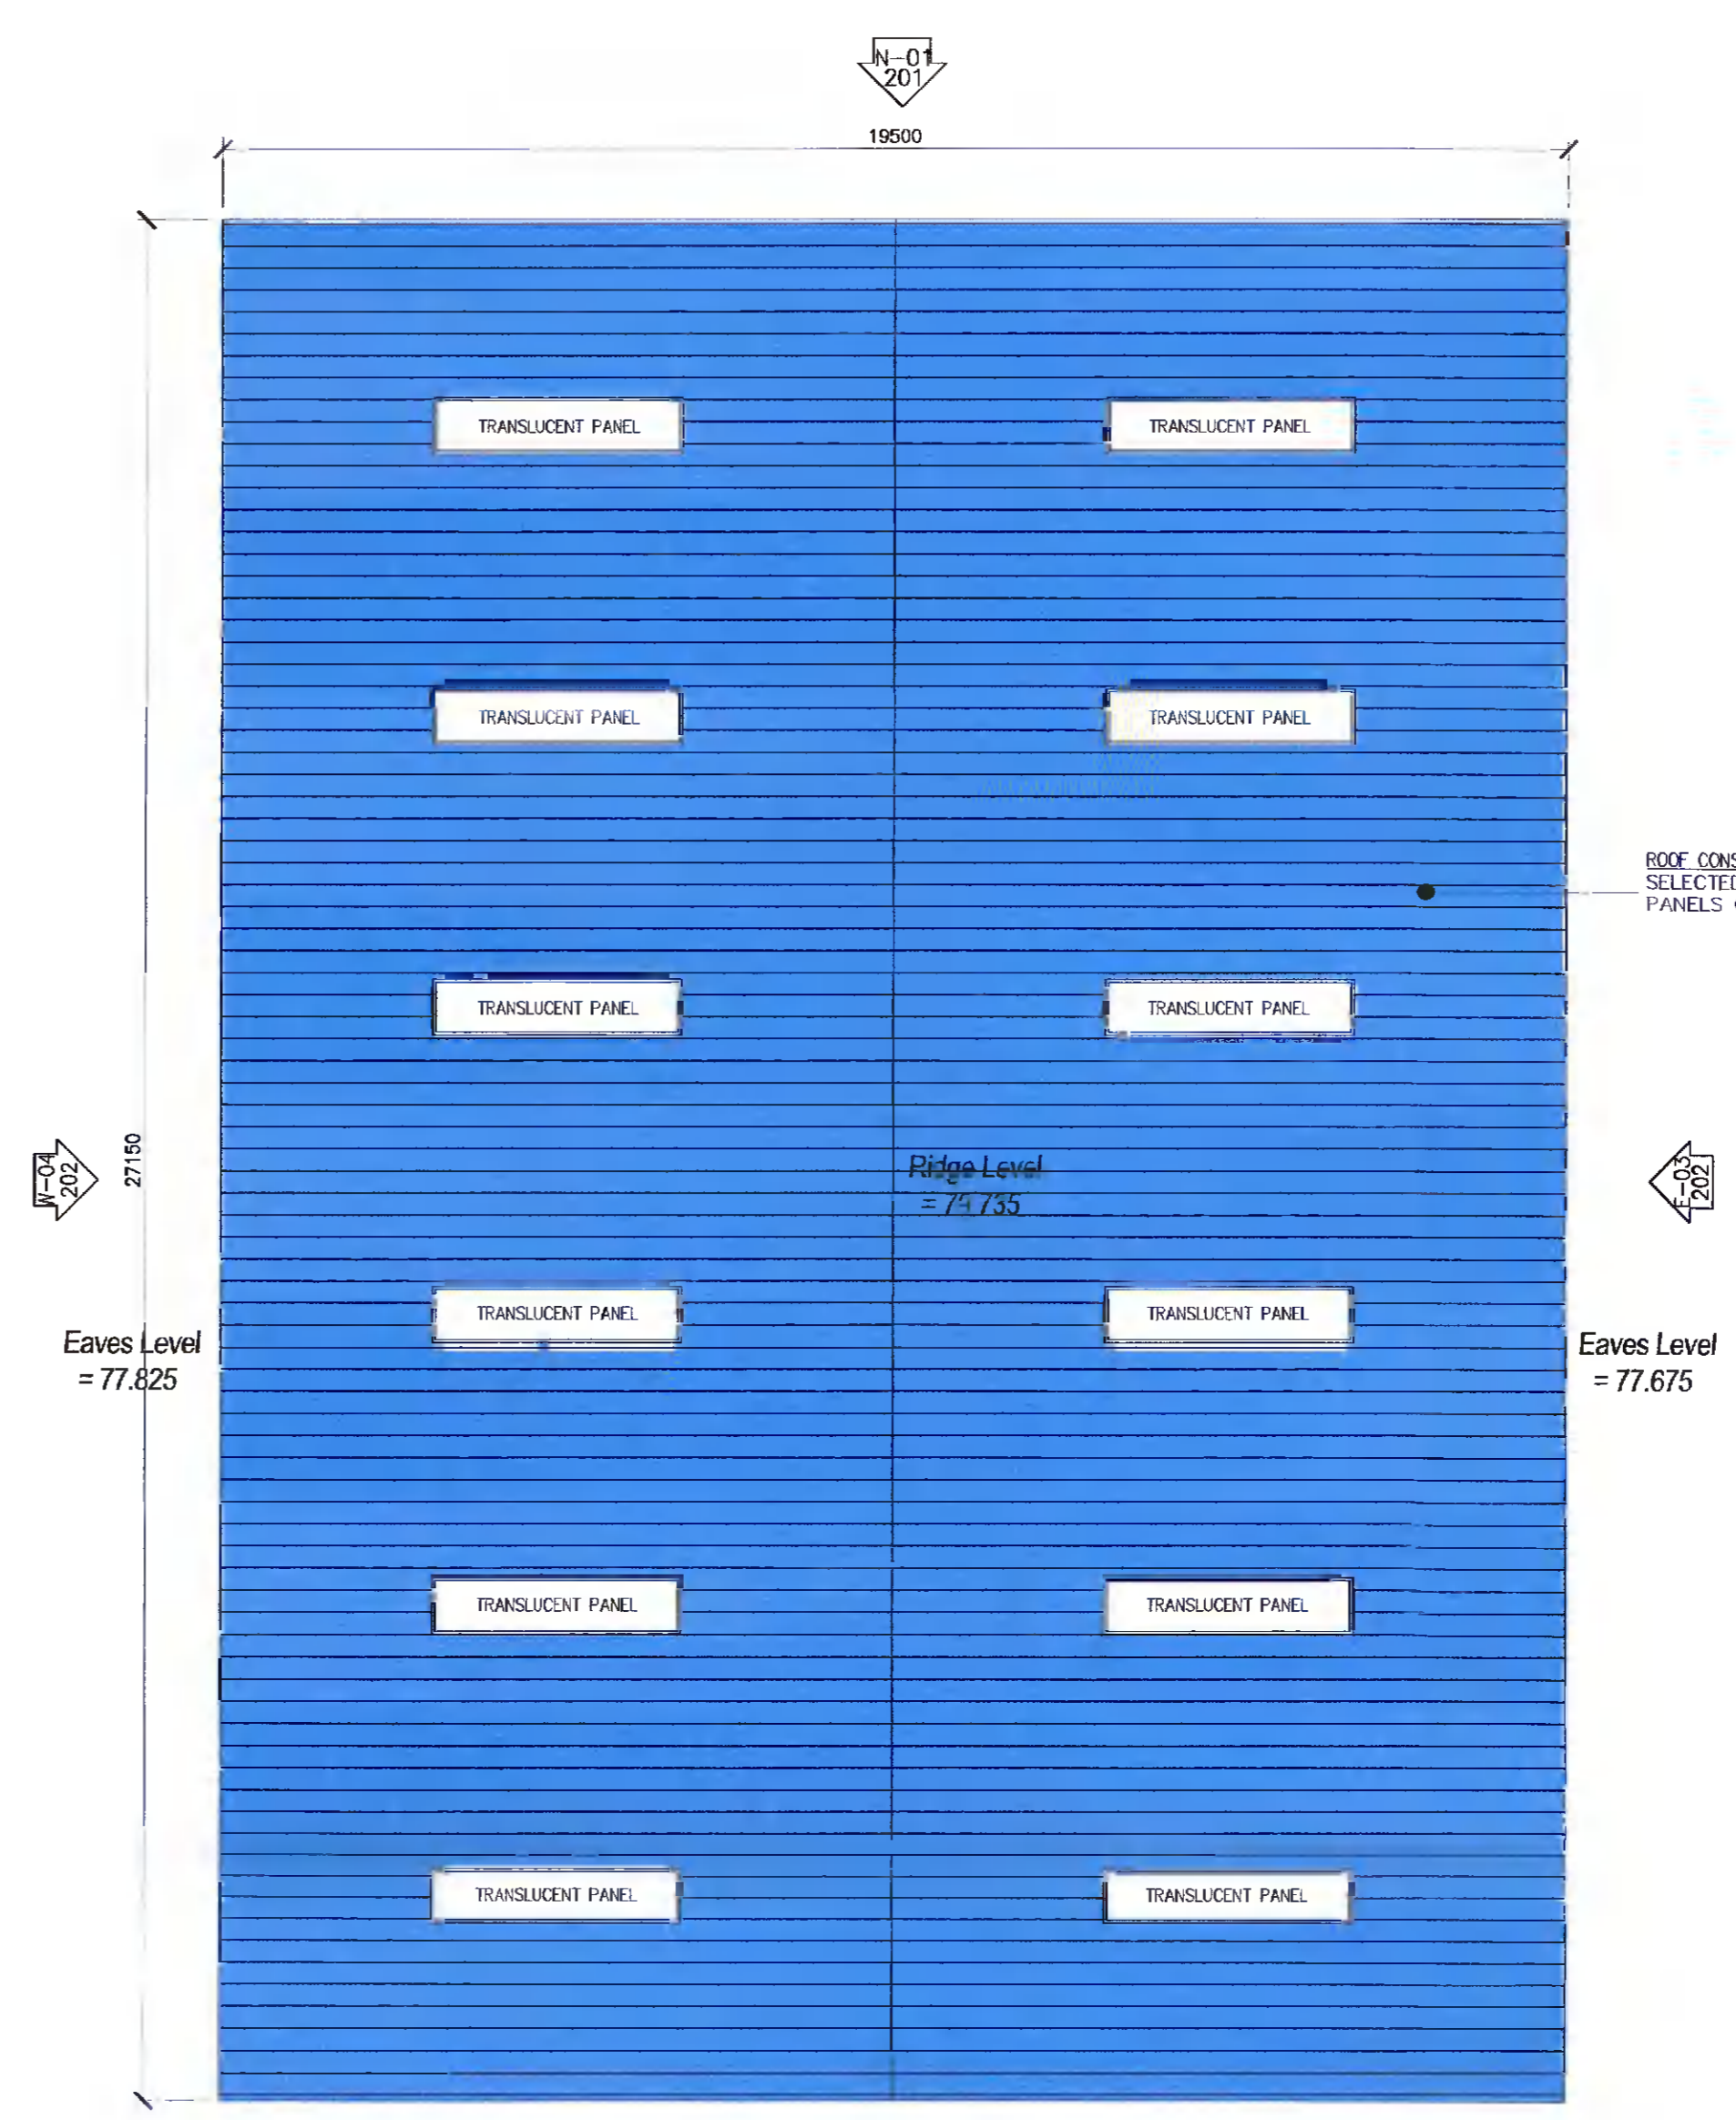 N-01
201
19500
TRANSLUCENT PANEL
TRANSLUCENT PANEL
TRANSLUCENT PANEL
TRANSLUCENT PANEL
ROOF CONS
SELECTED
PANELS
TRANSLUCENT PANEL
TRANSLUCENT PANEL
W-04
202
27150
Ridge Level
= 79.735
E-03
202
TRANSLUCENT PANEL
TRANSLUCENT PANEL
Eaves Level
= 77.825
Eaves Level
= 77.675
TRANSLUCENT PANEL
TRANSLUCENT PANEL
TRANSLUCENT PANEL
TRANSLUCENT PANEL